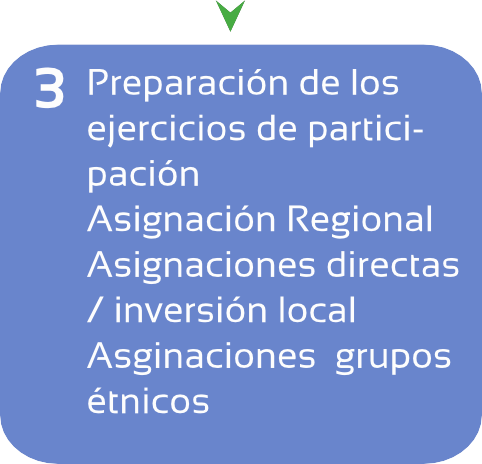 3 Preparación de los
ejercicios de partici-
pación
Asignación Regional
Asignaciones directas
/ inversión local
Asginaciones  grupos
étnicos